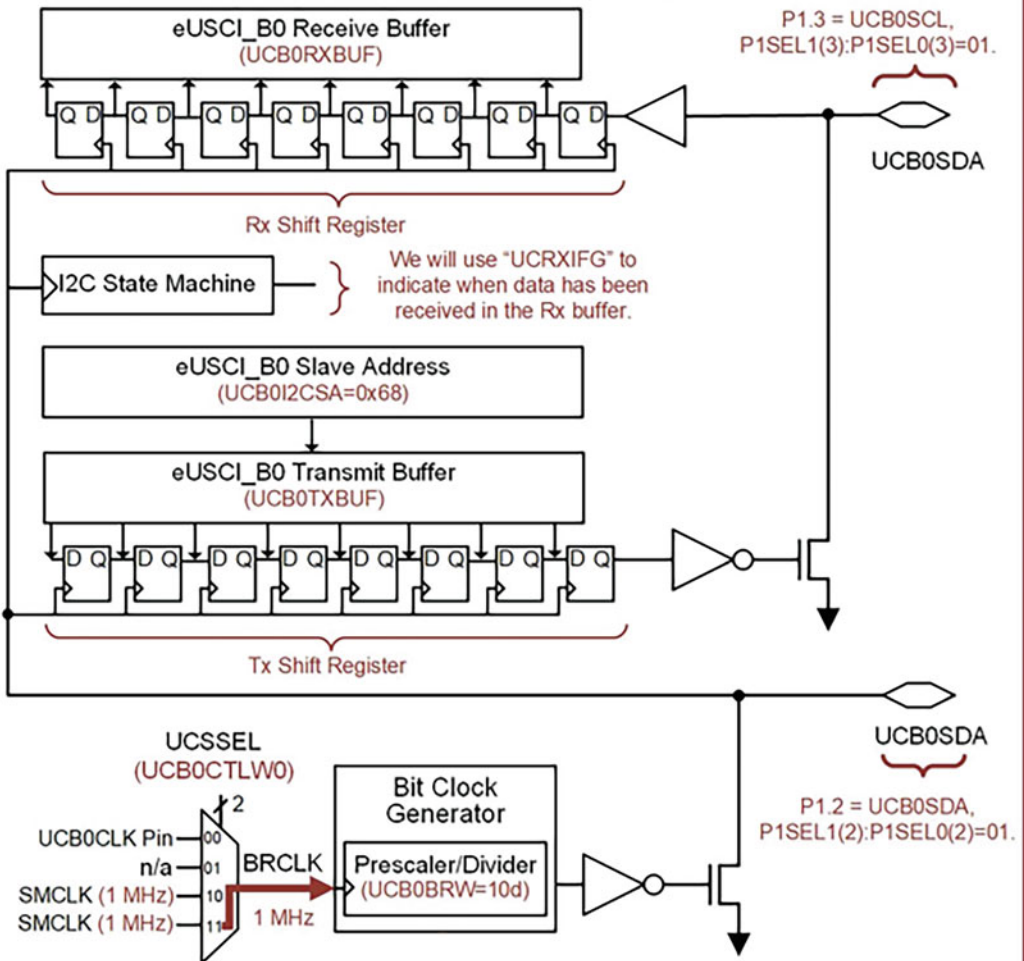 eUSCI_B0 Receive Buffer
(UCB0RXBUF)
P1.3 = UCB0SCL,
P1SEL1(3):P1SEL0(3)=01.
Q D Q D Q D Q D Q D Q D Q D Q D
UCB0SDA
Rx Shift Register
I2C State Machine
We will use “UCRXIFG” to
indicate when data has been
received in the Rx buffer.
eUSCI_B0 Slave Address
(UCB0I2CSA=0x68)
eUSCI_B0 Transmit Buffer
(UCB0TXBUF)
D Q D Q D Q D Q D Q D Q D Q D Q
Tx Shift Register
UCB0SDA
P1.2 = UCB0SDA,
P1SEL1(2):P1SEL0(2)=01.
UCSSEL
(UCB0CTLW0)
2
UCB0CLK Pin 00
n/a 01
SMCLK (1 MHz) 10
SMCLK (1 MHz) 11
BRCLK
1 MHz
Bit Clock
Generator
Prescaler/Divider
(UCB0BRW=10d)